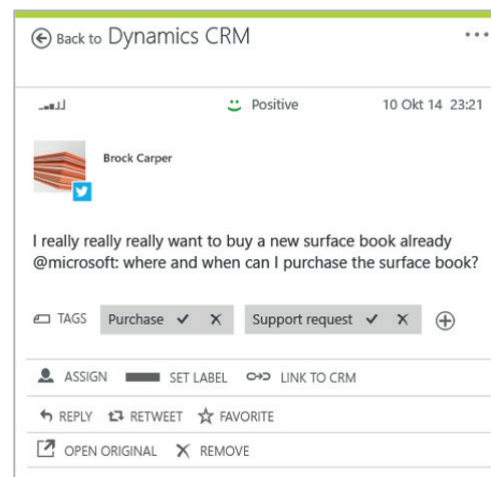 Back to Dynamics CRM
Positive 10 Okt 14 23:21
Brock Carper
I really really really want to buy a new surface book already
@microsoft: where and when can I purchase the surface book?
TAGS Purchase Support request
ASSIGN SET LABEL LINK TO CRM
REPLY RETWEET FAVORITE
OPEN ORIGINAL REMOVE